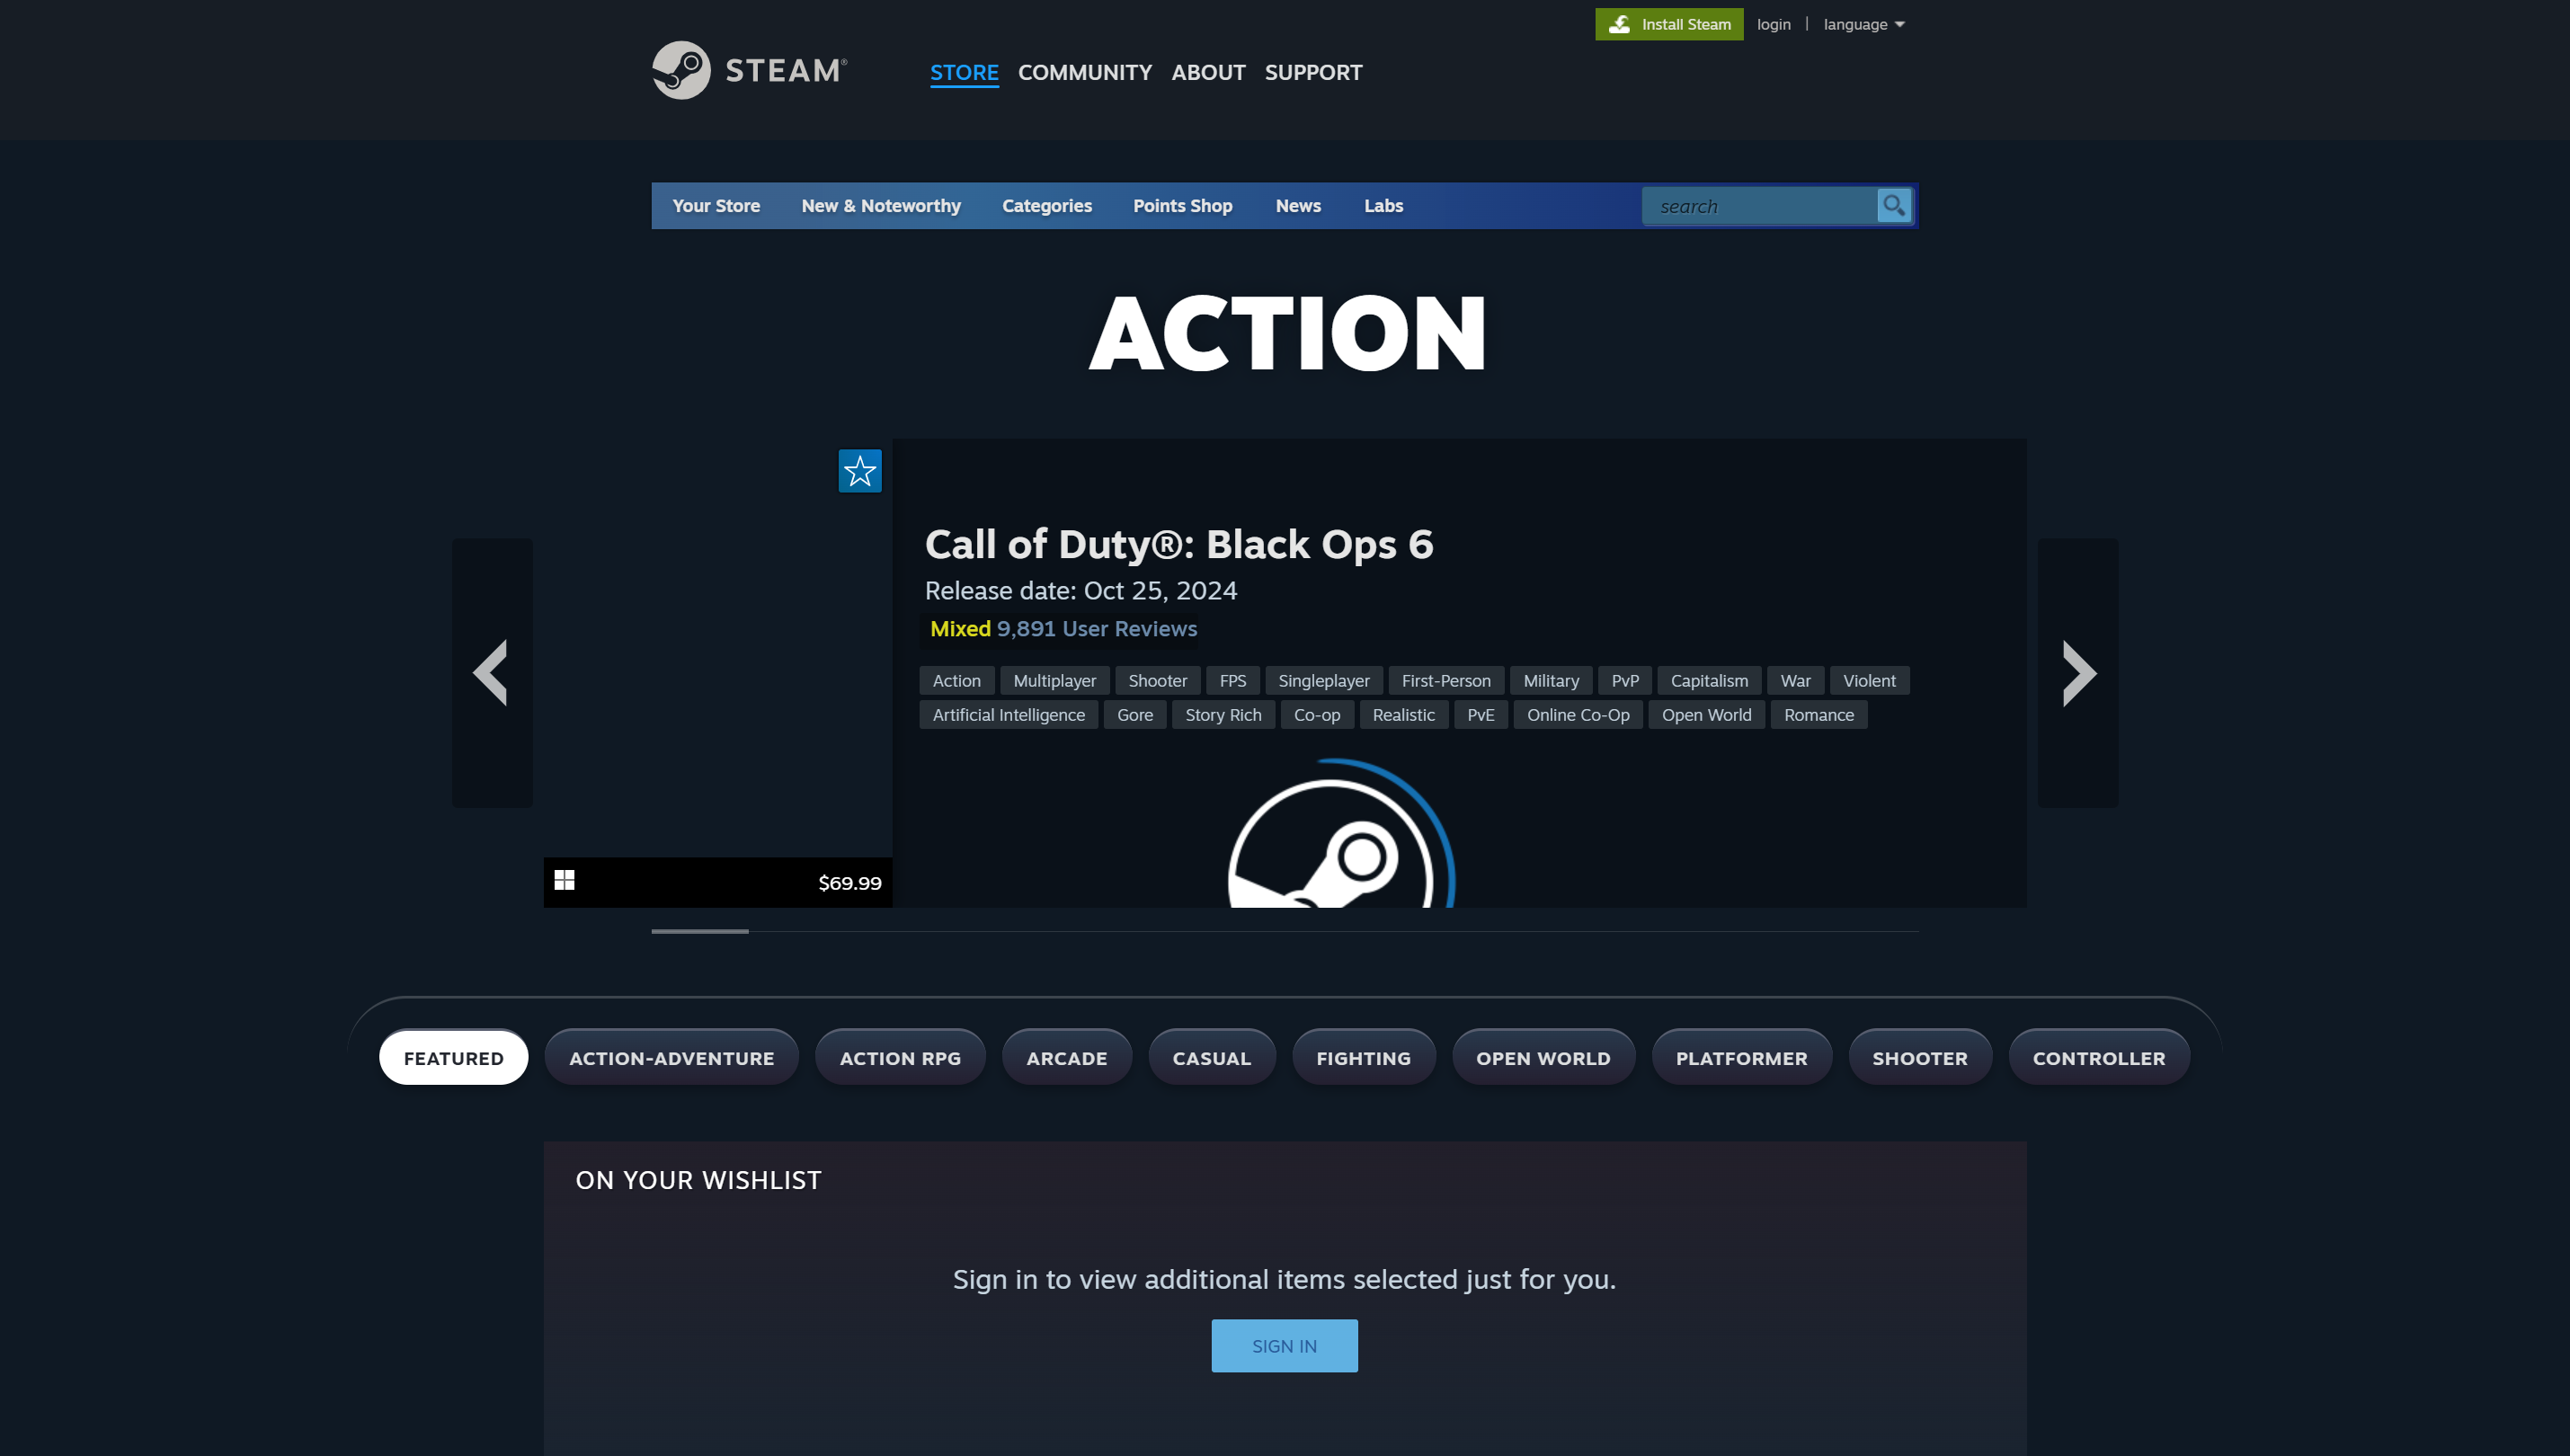 Install Steam login | language
STEAM®
STORE COMMUNITY ABOUT SUPPORT
Your Store New & Noteworthy Categories Points Shop News Labs search
ACTION
Call of Duty®: Black Ops 6
Release date: Oct 25, 2024
Mixed 9,891 User Reviews
Action Multiplayer Shooter FPS Singleplayer First-Person Military PvP Capitalism War Violent
Artificial Intelligence Gore Story Rich Co-op Realistic PvE Online Co-Op Open World Romance
$69.99
FEATURED ACTION-ADVENTURE ACTION RPG ARCADE CASUAL FIGHTING OPEN WORLD PLATFORMER SHOOTER CONTROLLER
ON YOUR WISHLIST
Sign in to view additional items selected just for you.
SIGN IN